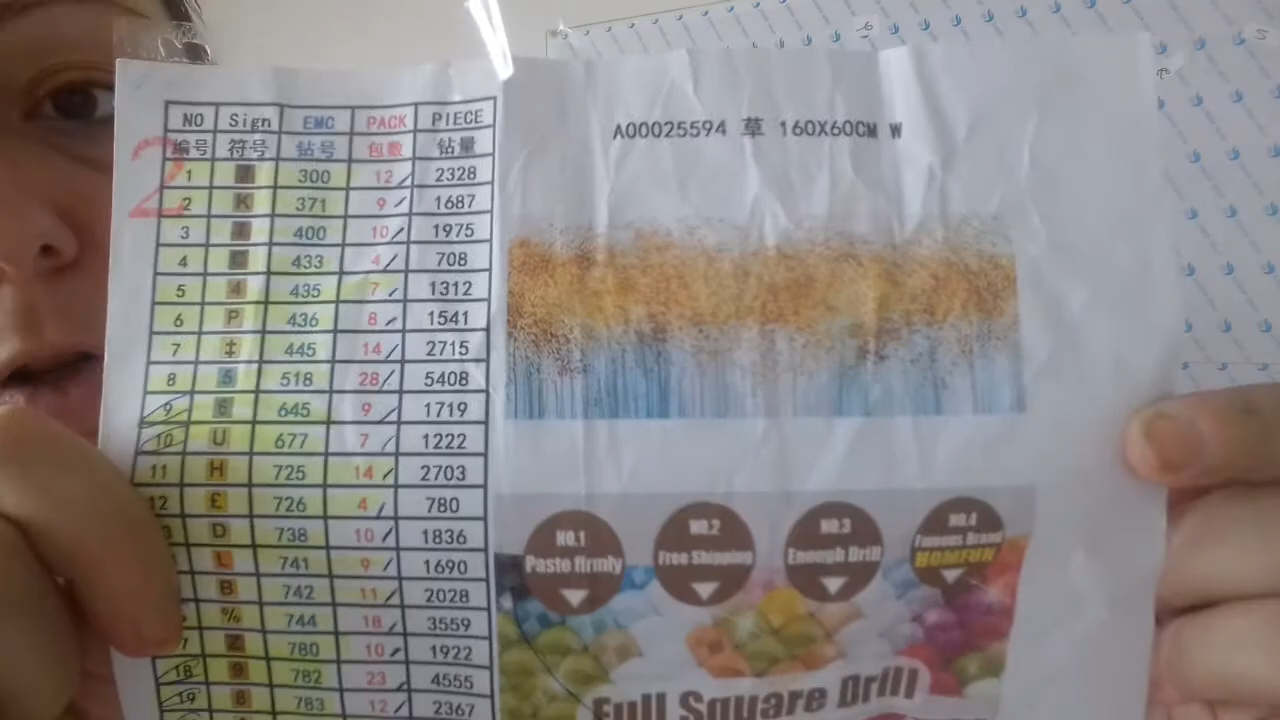 NO Sign EMC PACK PIECE
编号 符号 钻号 包数 钻量
2
1 300 12 2328
2 K 371 9 1687
3 I 400 10 1975
4 C 433 4 708
5 4 435 7 1312
6 P 436 8 1541
7 ‡ 445 14 2715
8 5 518 28 5408
9 6 645 9 1719
10 U 677 7 1222
11 H 725 14 2703
12 £ 726 4 780
D 738 10 1836
L 741 9 1690
B 742 11 2028
% 744 18 3559
7 Z 780 10 1922
18 9 782 23 4555
19 8 783 12 2367
A00025594 草 160X60CM W
NO.1
Paste firmly
NO.2
Free Shipping
NO.3
Enough Drill
NO.4
Famous Brand
HOMFUN
Full Square Drill